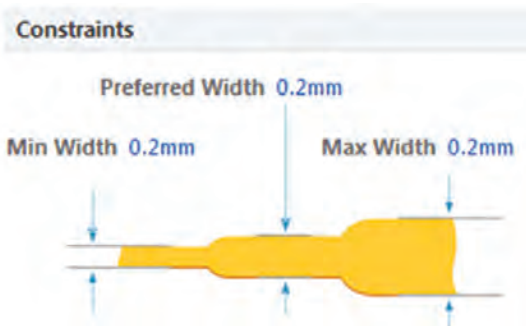 Constraints
Preferred Width 0.2mm
Min Width 0.2mm
Max Width 0.2mm